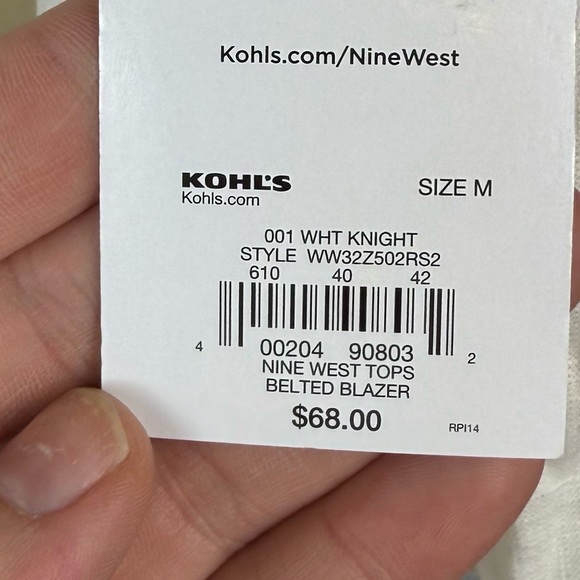 Kohls.com/NineWest
KOHL'S
Kohls.com
SIZE M
001 WHT KNIGHT
STYLE WW32Z502RS2
610 40 42
4 00204 90803 2
NINE WEST TOPS
BELTED BLAZER
$68.00
RPI14